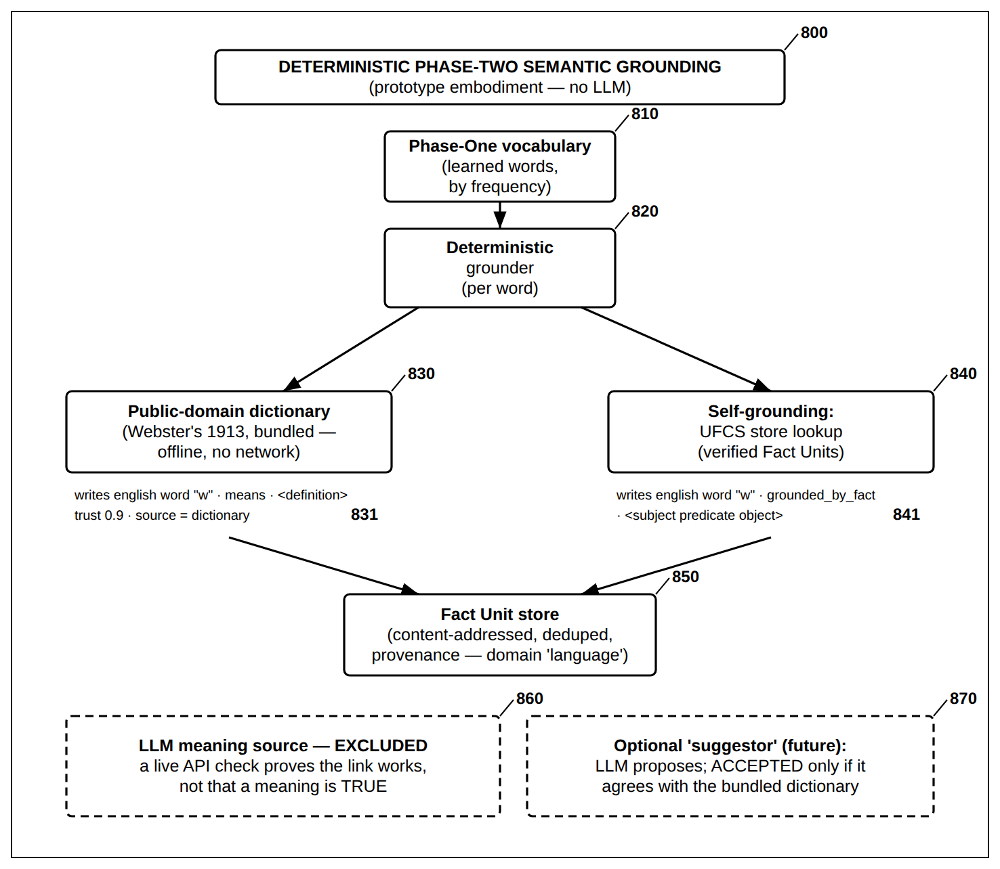 800
DETERMINISTIC PHASE-TWO SEMANTIC GROUNDING
(prototype embodiment — no LLM)
810
Phase-One vocabulary
(learned words,
by frequency)
820
Deterministic
grounder
(per word)
830
Public-domain dictionary
(Webster's 1913, bundled —
offline, no network)
840
Self-grounding:
UFCS store lookup
(verified Fact Units)
writes english word "w" · means · <definition>
trust 0.9 · source = dictionary
831
writes english word "w" · grounded_by_fact
· <subject predicate object>
841
850
Fact Unit store
(content-addressed, deduped,
provenance — domain 'language')
860
LLM meaning source — EXCLUDED
a live API check proves the link works,
not that a meaning is TRUE
870
Optional 'suggestor' (future):
LLM proposes; ACCEPTED only if it
agrees with the bundled dictionary